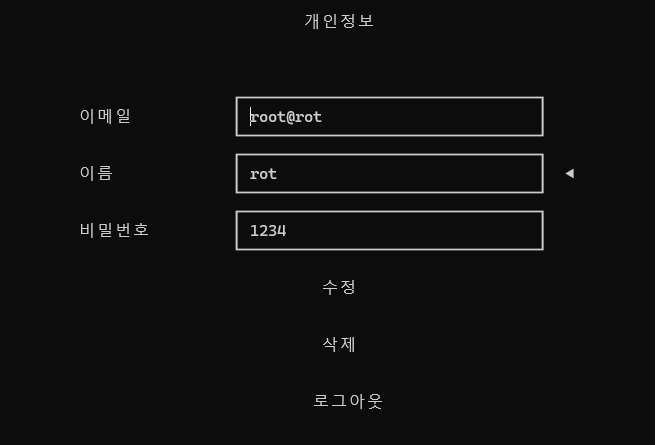 개인정보
이메일 root@rot
이름 rot ◀
비밀번호 1234
수정
삭제
로그아웃